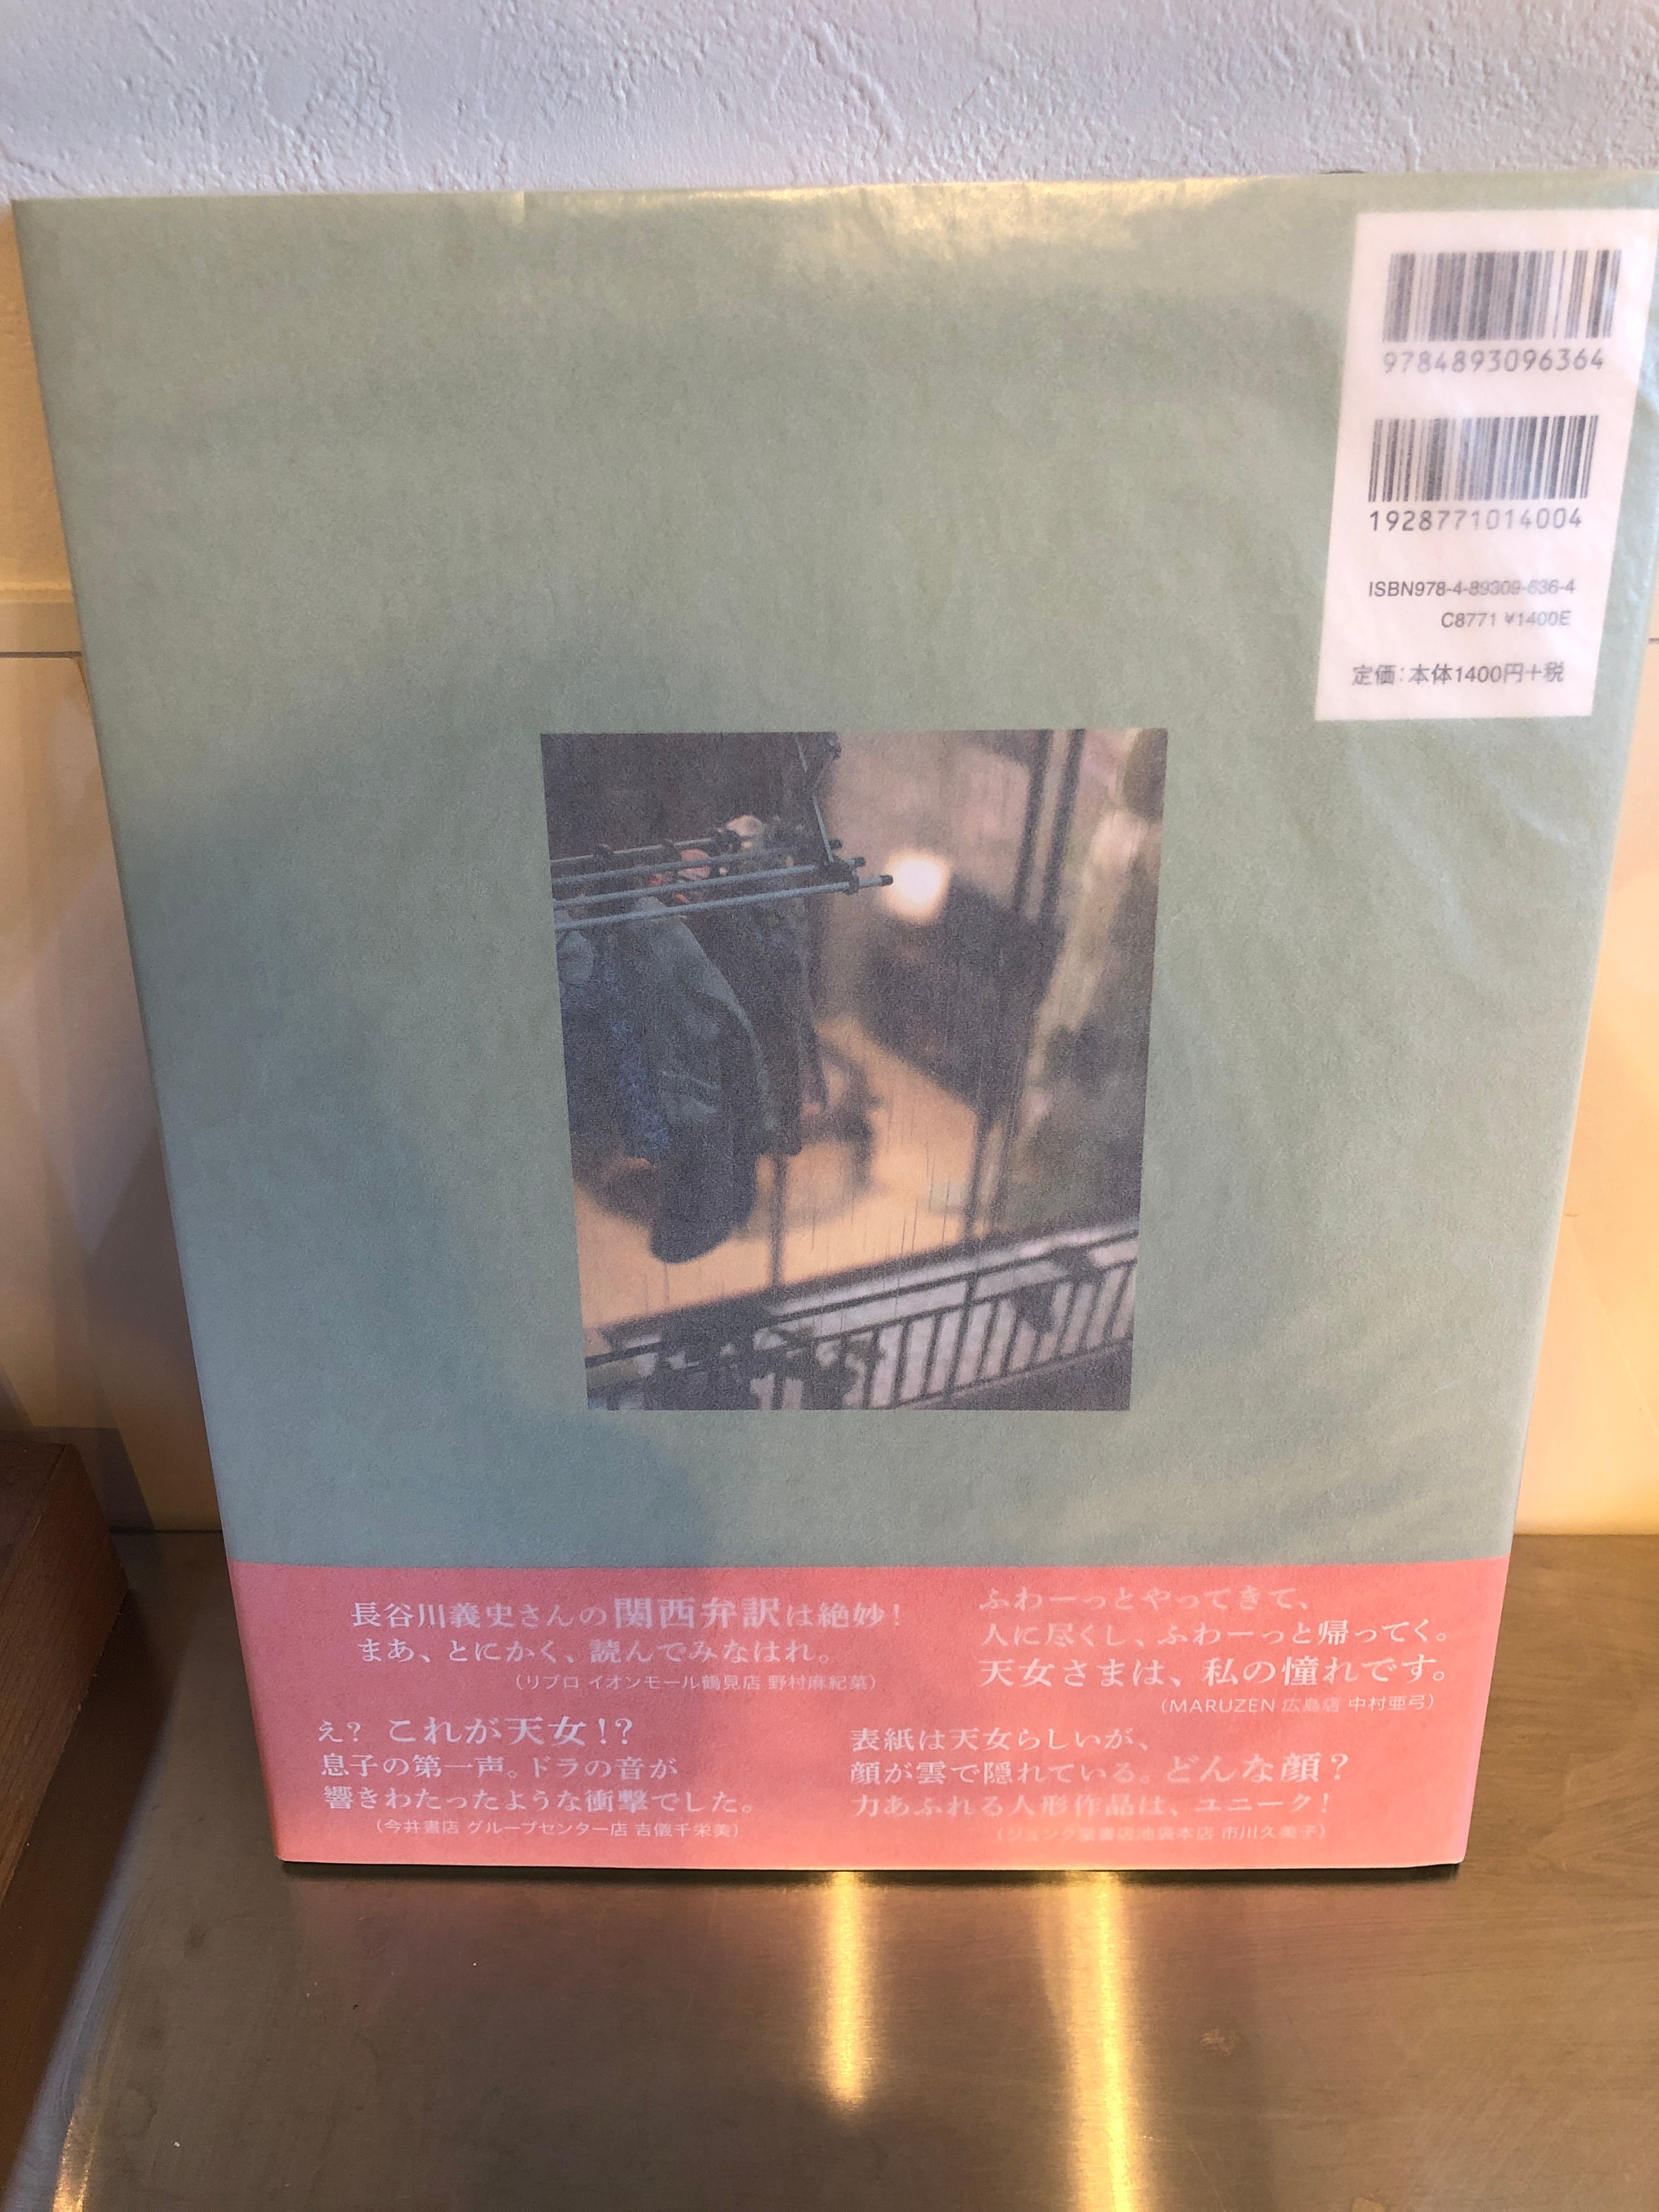 9784893096364
1928771014004
ISBN978-4-89309-636-4
C8771 ¥1400E
定価:本体1400円+税
長谷川義史さんの関西弁訳は絶妙!
まあ、とにかく、読んでみなはれ。
(リブロ イオンモール鶴見店 野村麻紀菜)
ふわーっとやってきて、
人に尽くし、ふわーっと帰ってく。
天女さまは、私の憧れです。
(MARUZEN 広島店 中村亜弓)
え? これが天女!?
息子の第一声。ドラの音が
響きわたったような衝撃でした。
(今井書店 グループセンター店 吉儀千栄美)
表紙は天女らしいが、
顔が雲で隠れている。どんな顔?
力あふれる人形作品は、ユニーク!
(ジュンク堂書店池袋本店 市川久美子)